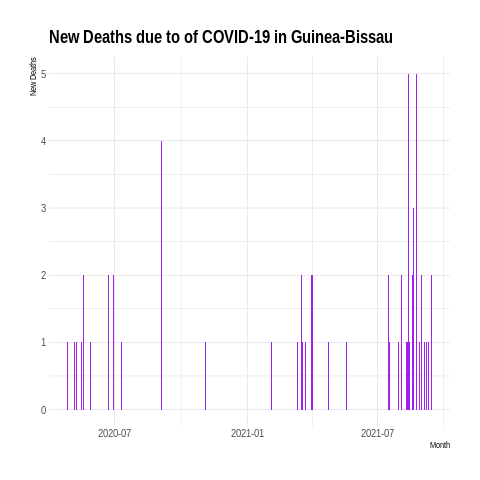 New Deaths due to of COVID-19 in Guinea-Bissau
New Deaths
5
4
3
2
1
0
2020-07 2021-01 2021-07
Month